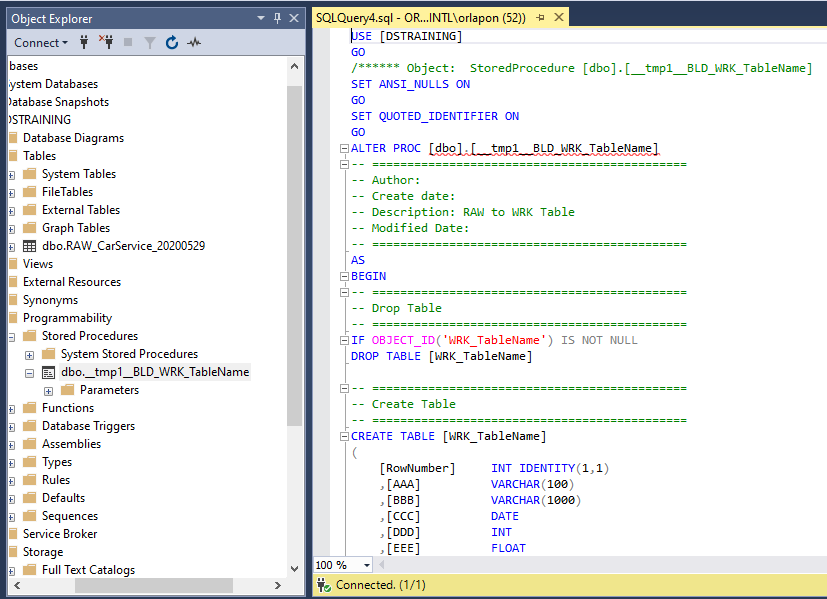 Object Explorer
Connect
bases
ystem Databases
Database Snapshots
DSTRAINING
Database Diagrams
Tables
System Tables
FileTables
External Tables
Graph Tables
dbo.RAW_CarService_20200529
Views
External Resources
Synonyms
Programmability
Stored Procedures
System Stored Procedures
dbo.__tmp1__BLD_WRK_TableName
Parameters
Functions
Database Triggers
Assemblies
Types
Rules
Defaults
Sequences
Service Broker
Storage
Full Text Catalogs
SQLQuery4.sql - OR...INTL\orlapon (52))
USE [DSTRAINING]
GO
/****** Object:  StoredProcedure [dbo].[__tmp1__BLD_WRK_TableName]
SET ANSI_NULLS ON
GO
SET QUOTED_IDENTIFIER ON
GO
ALTER PROC [dbo].[__tmp1__BLD_WRK_TableName]
-- =============================================
-- Author:
-- Create date:
-- Description: RAW to WRK Table
-- Modified Date:
-- =============================================
AS
BEGIN
-- =============================================
-- Drop Table
-- =============================================
IF OBJECT_ID('WRK_TableName') IS NOT NULL
DROP TABLE [WRK_TableName]
-- =============================================
-- Create Table
-- =============================================
CREATE TABLE [WRK_TableName]
(
[RowNumber] INT IDENTITY(1,1)
,[AAA] VARCHAR(100)
,[BBB] VARCHAR(1000)
,[CCC] DATE
,[DDD] INT
,[EEE] FLOAT
100 %
Connected. (1/1)